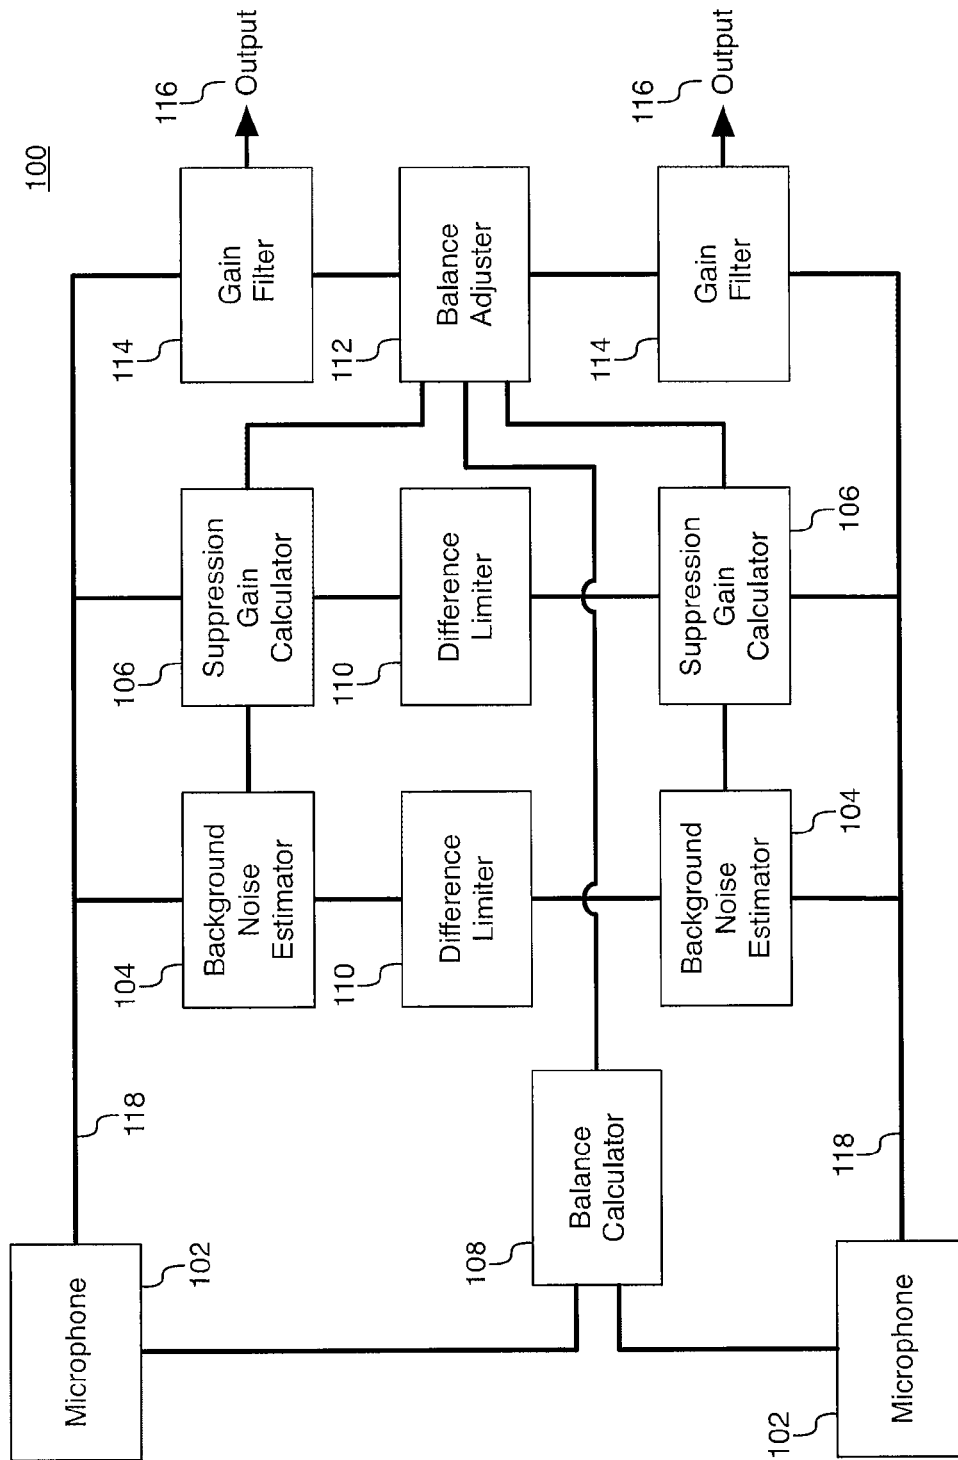 100
Microphone
102
118
Background
Noise
Estimator
104
Suppression
Gain
Calculator
106
Gain
Filter
114
116
Output
Balance
Calculator
108
Difference
Limiter
110
Difference
Limiter
110
Balance
Adjuster
112
Microphone
102
118
Background
Noise
Estimator
104
Suppression
Gain
Calculator
106
Gain
Filter
114
116
Output